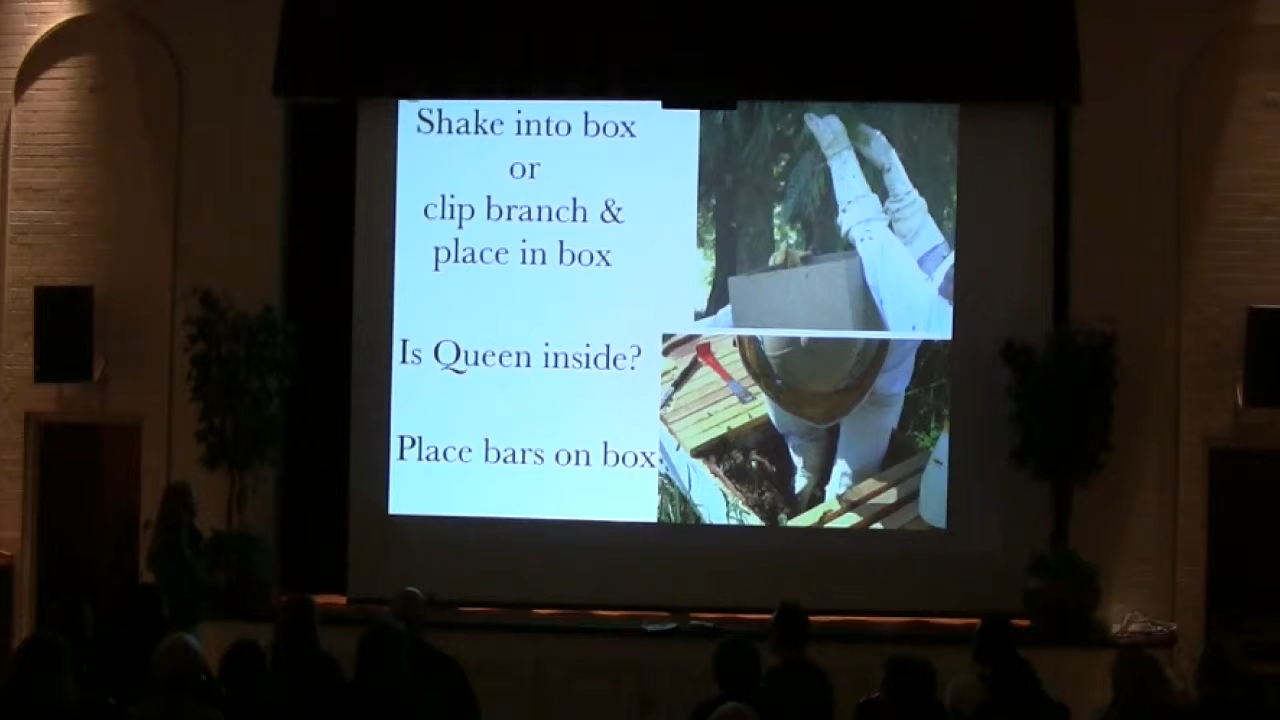 Shake into box
or
clip branch &
place in box
Is Queen inside?
Place bars on box